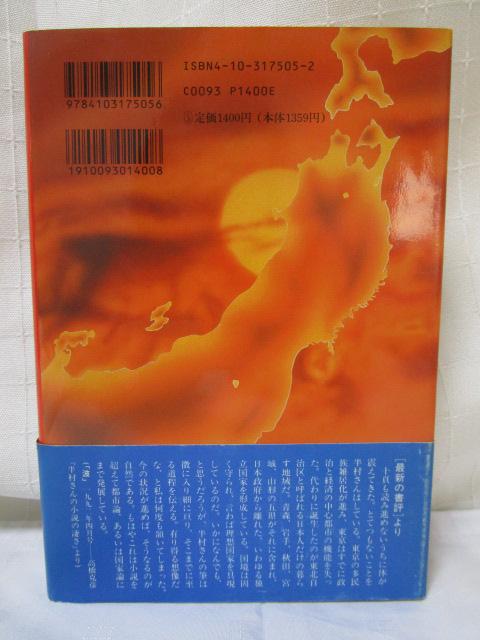 ISBN4-10-317505-2
C0093 P1400E
9784103175056
定価1400円(本体1359円)
1910093014008
[最新の書評]より
十頁も読み進めないうちに体が
震えてきた。とてつもないことを
半村さんはしている。東京の多民
族雑居化が進み、東京はすでに政
治と経済の中心都市の機能を失っ
た。代わりに誕生したのが東北自
治区と呼ばれる日本人だけの暮ら
す地域だ。青森、岩手、秋田、宮
城、山形の五県がそれに含まれ、
日本政府から離れた、いわゆる独
立国家を形成している。国境は固
く守られ、言わば理想国家を具現
しているのだ。いかになんでも、
と思うだろうが、半村さんの筆は
微に入り細に亘り、そこまでに至
る道程を伝える。有り得る想像だ
な、と私は何度も頷いてしまった。
今の状況が進めば、そうなるのが
自然である。もはやこれは小説を
超えて都市論、あるいは国家論に
まで発展している。
(「波」一九九二年四月号──高橋克彦
「半村さんの小説の凄さ」より)